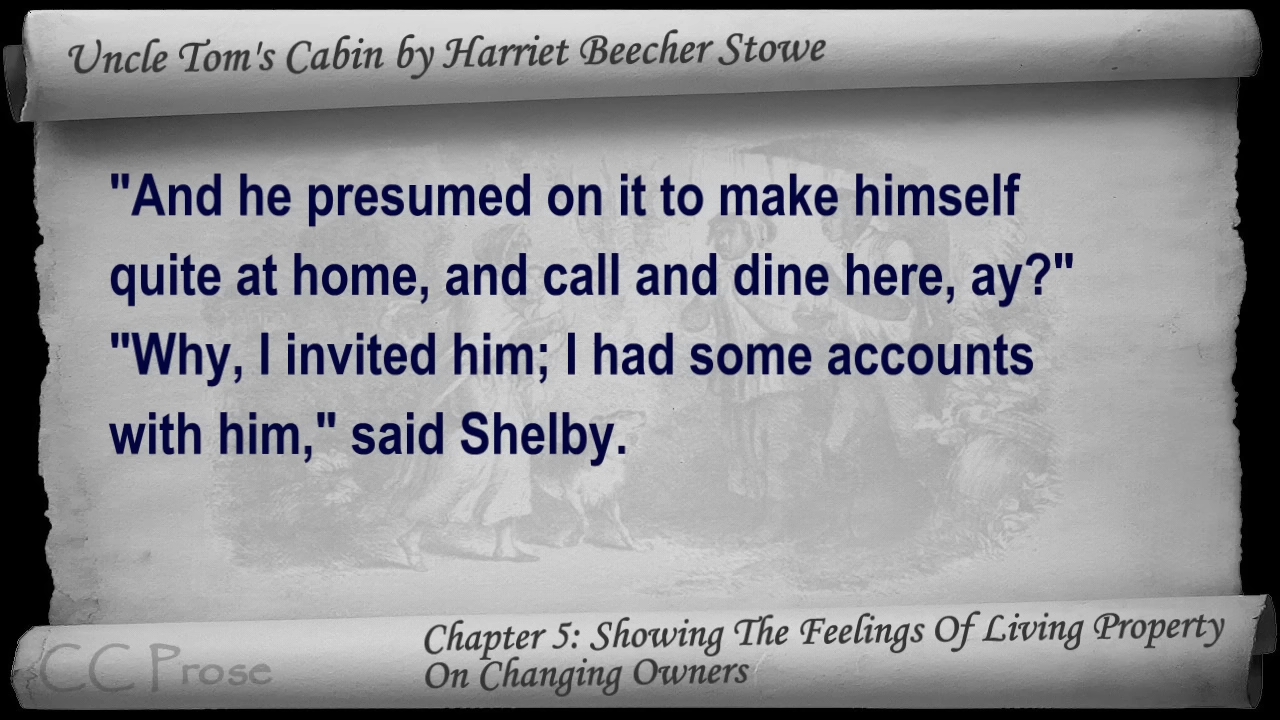 Uncle Tom's Cabin by Harriet Beecher Stowe
"And he presumed on it to make himself
quite at home, and call and dine here, ay?"
"Why, I invited him; I had some accounts
with him," said Shelby.
Chapter 5: Showing The Feelings Of Living Property
On Changing Owners
CC Prose